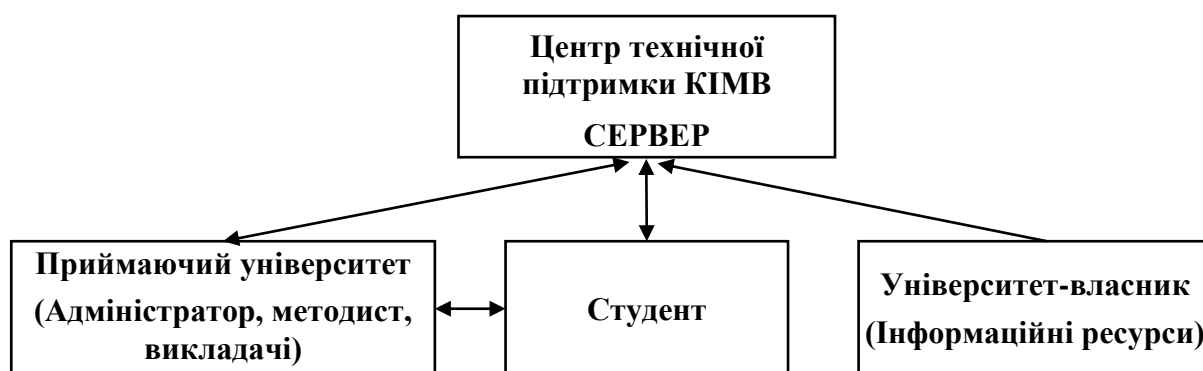 Центр технічної
підтримки КІМВ
СЕРВЕР
Приймаючий університет
(Адміністратор, методист,
викладачі)
Студент
Університет-власник
(Інформаційні ресурси)